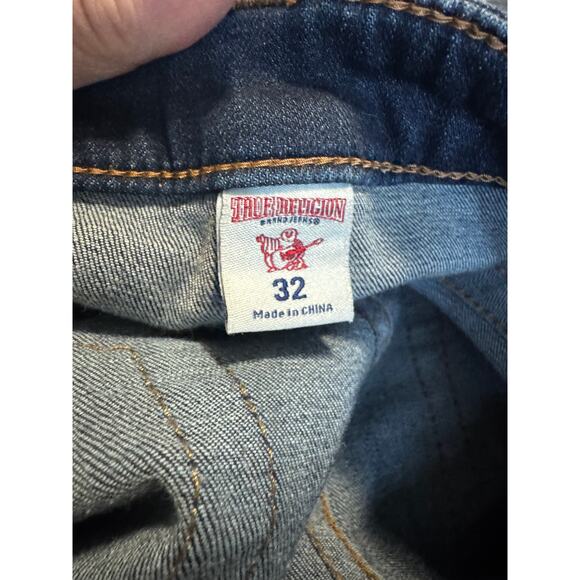 TRUE RELIGION
BRAND JEANS®
32
Made in CHINA